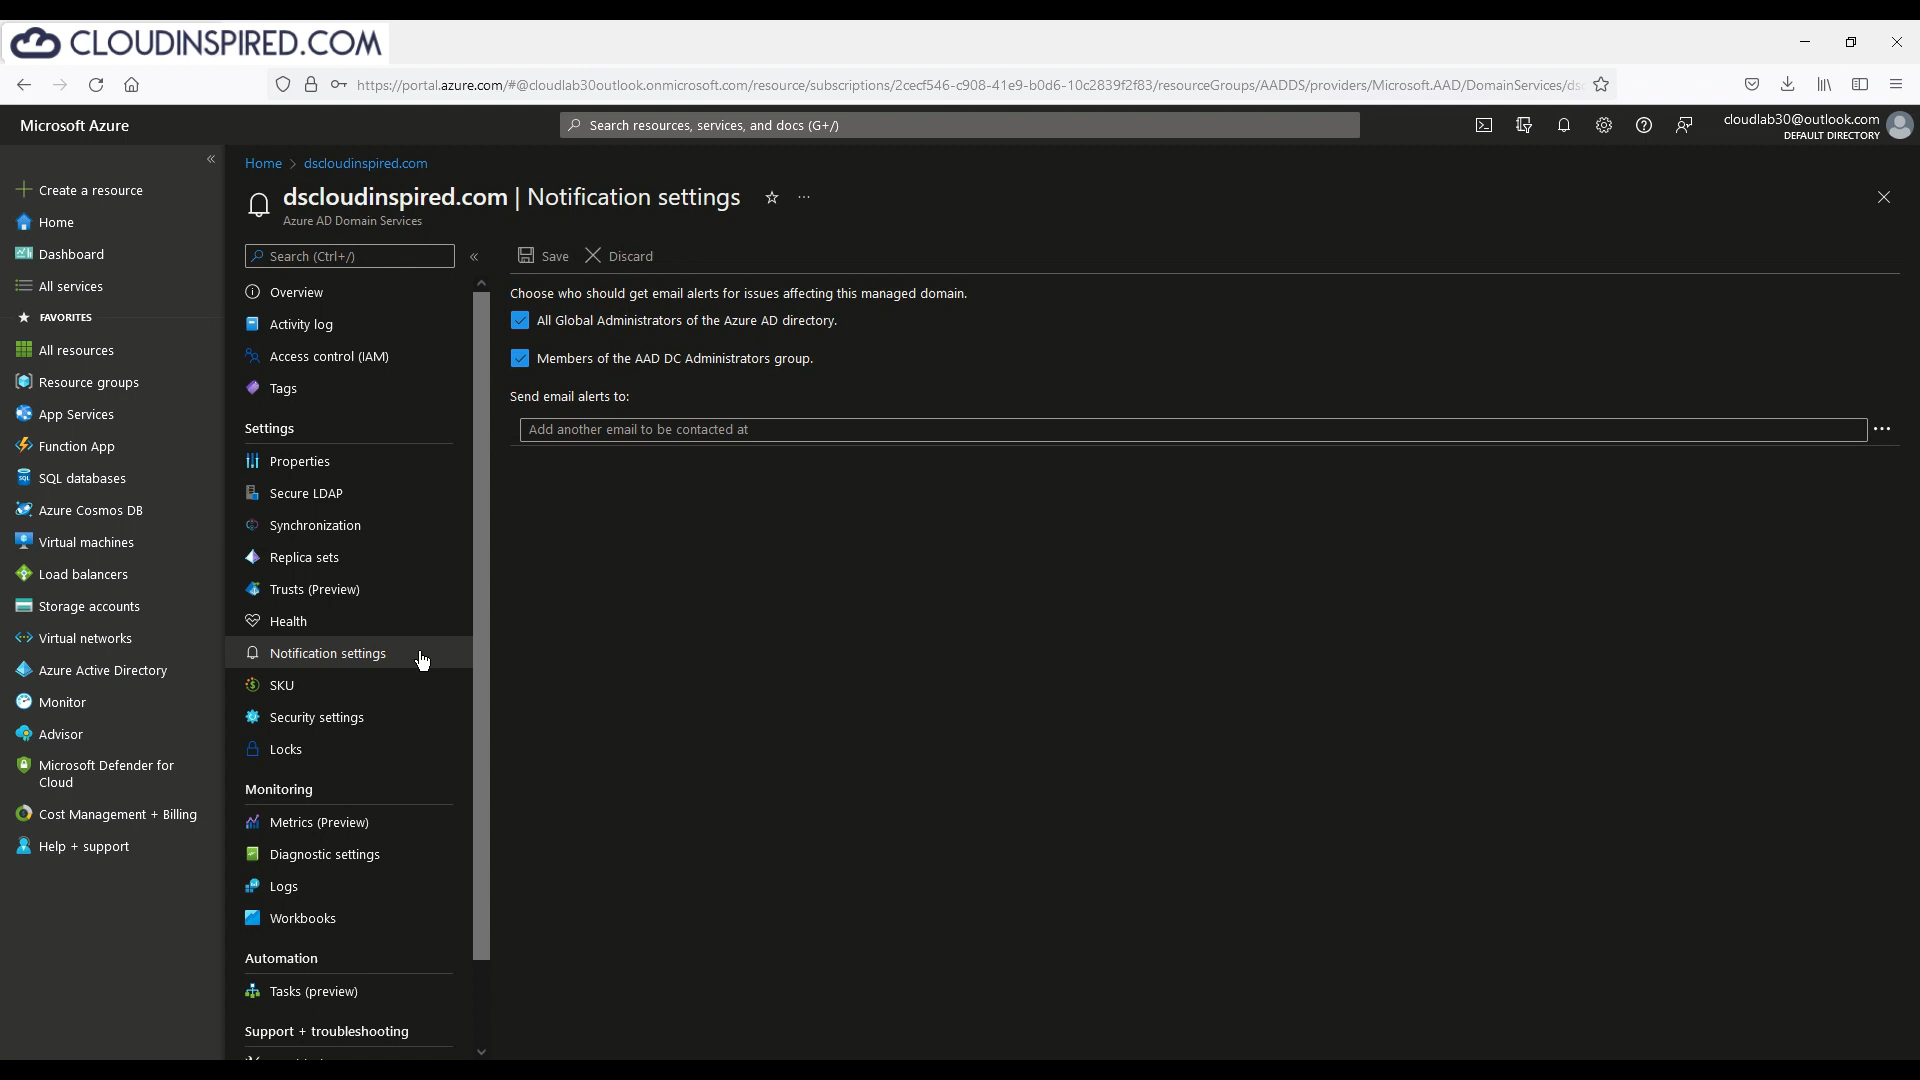 CLOUDINSPIRED.COM
https://portal.azure.com/#@cloudlab30outlook.onmicrosoft.com/resource/subscriptions/2cecf546-c908-41e9-b0d6-10c2839f2f83/resourceGroups/AADDS/providers/Microsoft.AAD/DomainServices/ds
Microsoft Azure
Search resources, services, and docs (G+/)
cloudlab30@outlook.com
DEFAULT DIRECTORY
Create a resource
Home
Dashboard
All services
FAVORITES
All resources
Resource groups
App Services
Function App
SQL databases
Azure Cosmos DB
Virtual machines
Load balancers
Storage accounts
Virtual networks
Azure Active Directory
Monitor
Advisor
Microsoft Defender for
Cloud
Cost Management + Billing
Help + support
Home > dscloudinspired.com
dscloudinspired.com | Notification settings
Azure AD Domain Services
Search (Ctrl+/)
Overview
Activity log
Access control (IAM)
Tags
Settings
Properties
Secure LDAP
Synchronization
Replica sets
Trusts (Preview)
Health
Notification settings
SKU
Security settings
Locks
Monitoring
Metrics (Preview)
Diagnostic settings
Logs
Workbooks
Automation
Tasks (preview)
Support + troubleshooting
Save
Discard
Choose who should get email alerts for issues affecting this managed domain.
All Global Administrators of the Azure AD directory.
Members of the AAD DC Administrators group.
Send email alerts to:
Add another email to be contacted at